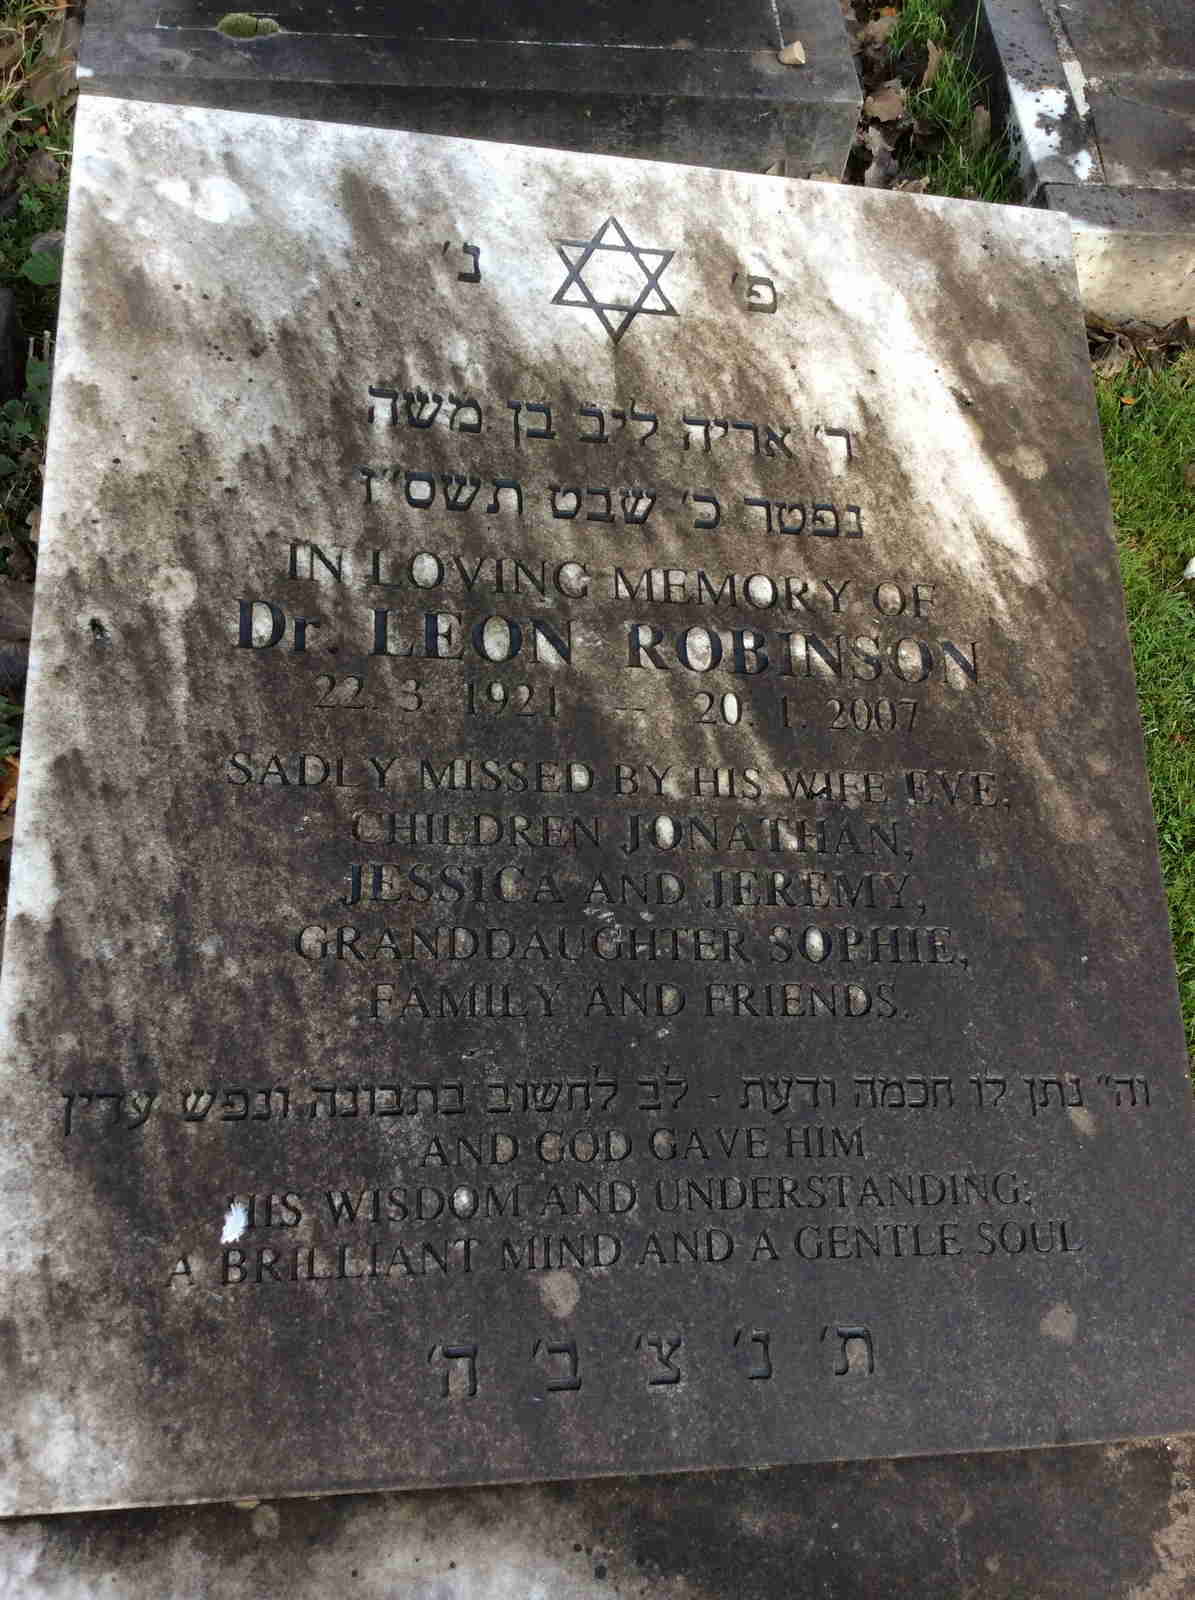 פ׳ נ׳
ר׳ אריה ליב בן משה
נפטר כ׳ שבט תשס״ז
IN LOVING MEMORY OF
Dr LEON ROBINSON
22. 3. 1921 – 20. 1. 2007
SADLY MISSED BY HIS WIFE EVE,
CHILDREN JONATHAN,
JESSICA AND JEREMY,
GRANDDAUGHTER SOPHIE,
FAMILY AND FRIENDS.
וה״ נתן לו חכמה ודעת - לב לחשוב בתבונה ונפש עדין
AND GOD GAVE HIM
HIS WISDOM AND UNDERSTANDING;
A BRILLIANT MIND AND A GENTLE SOUL
ת׳ נ׳ צ׳ ב׳ ה׳